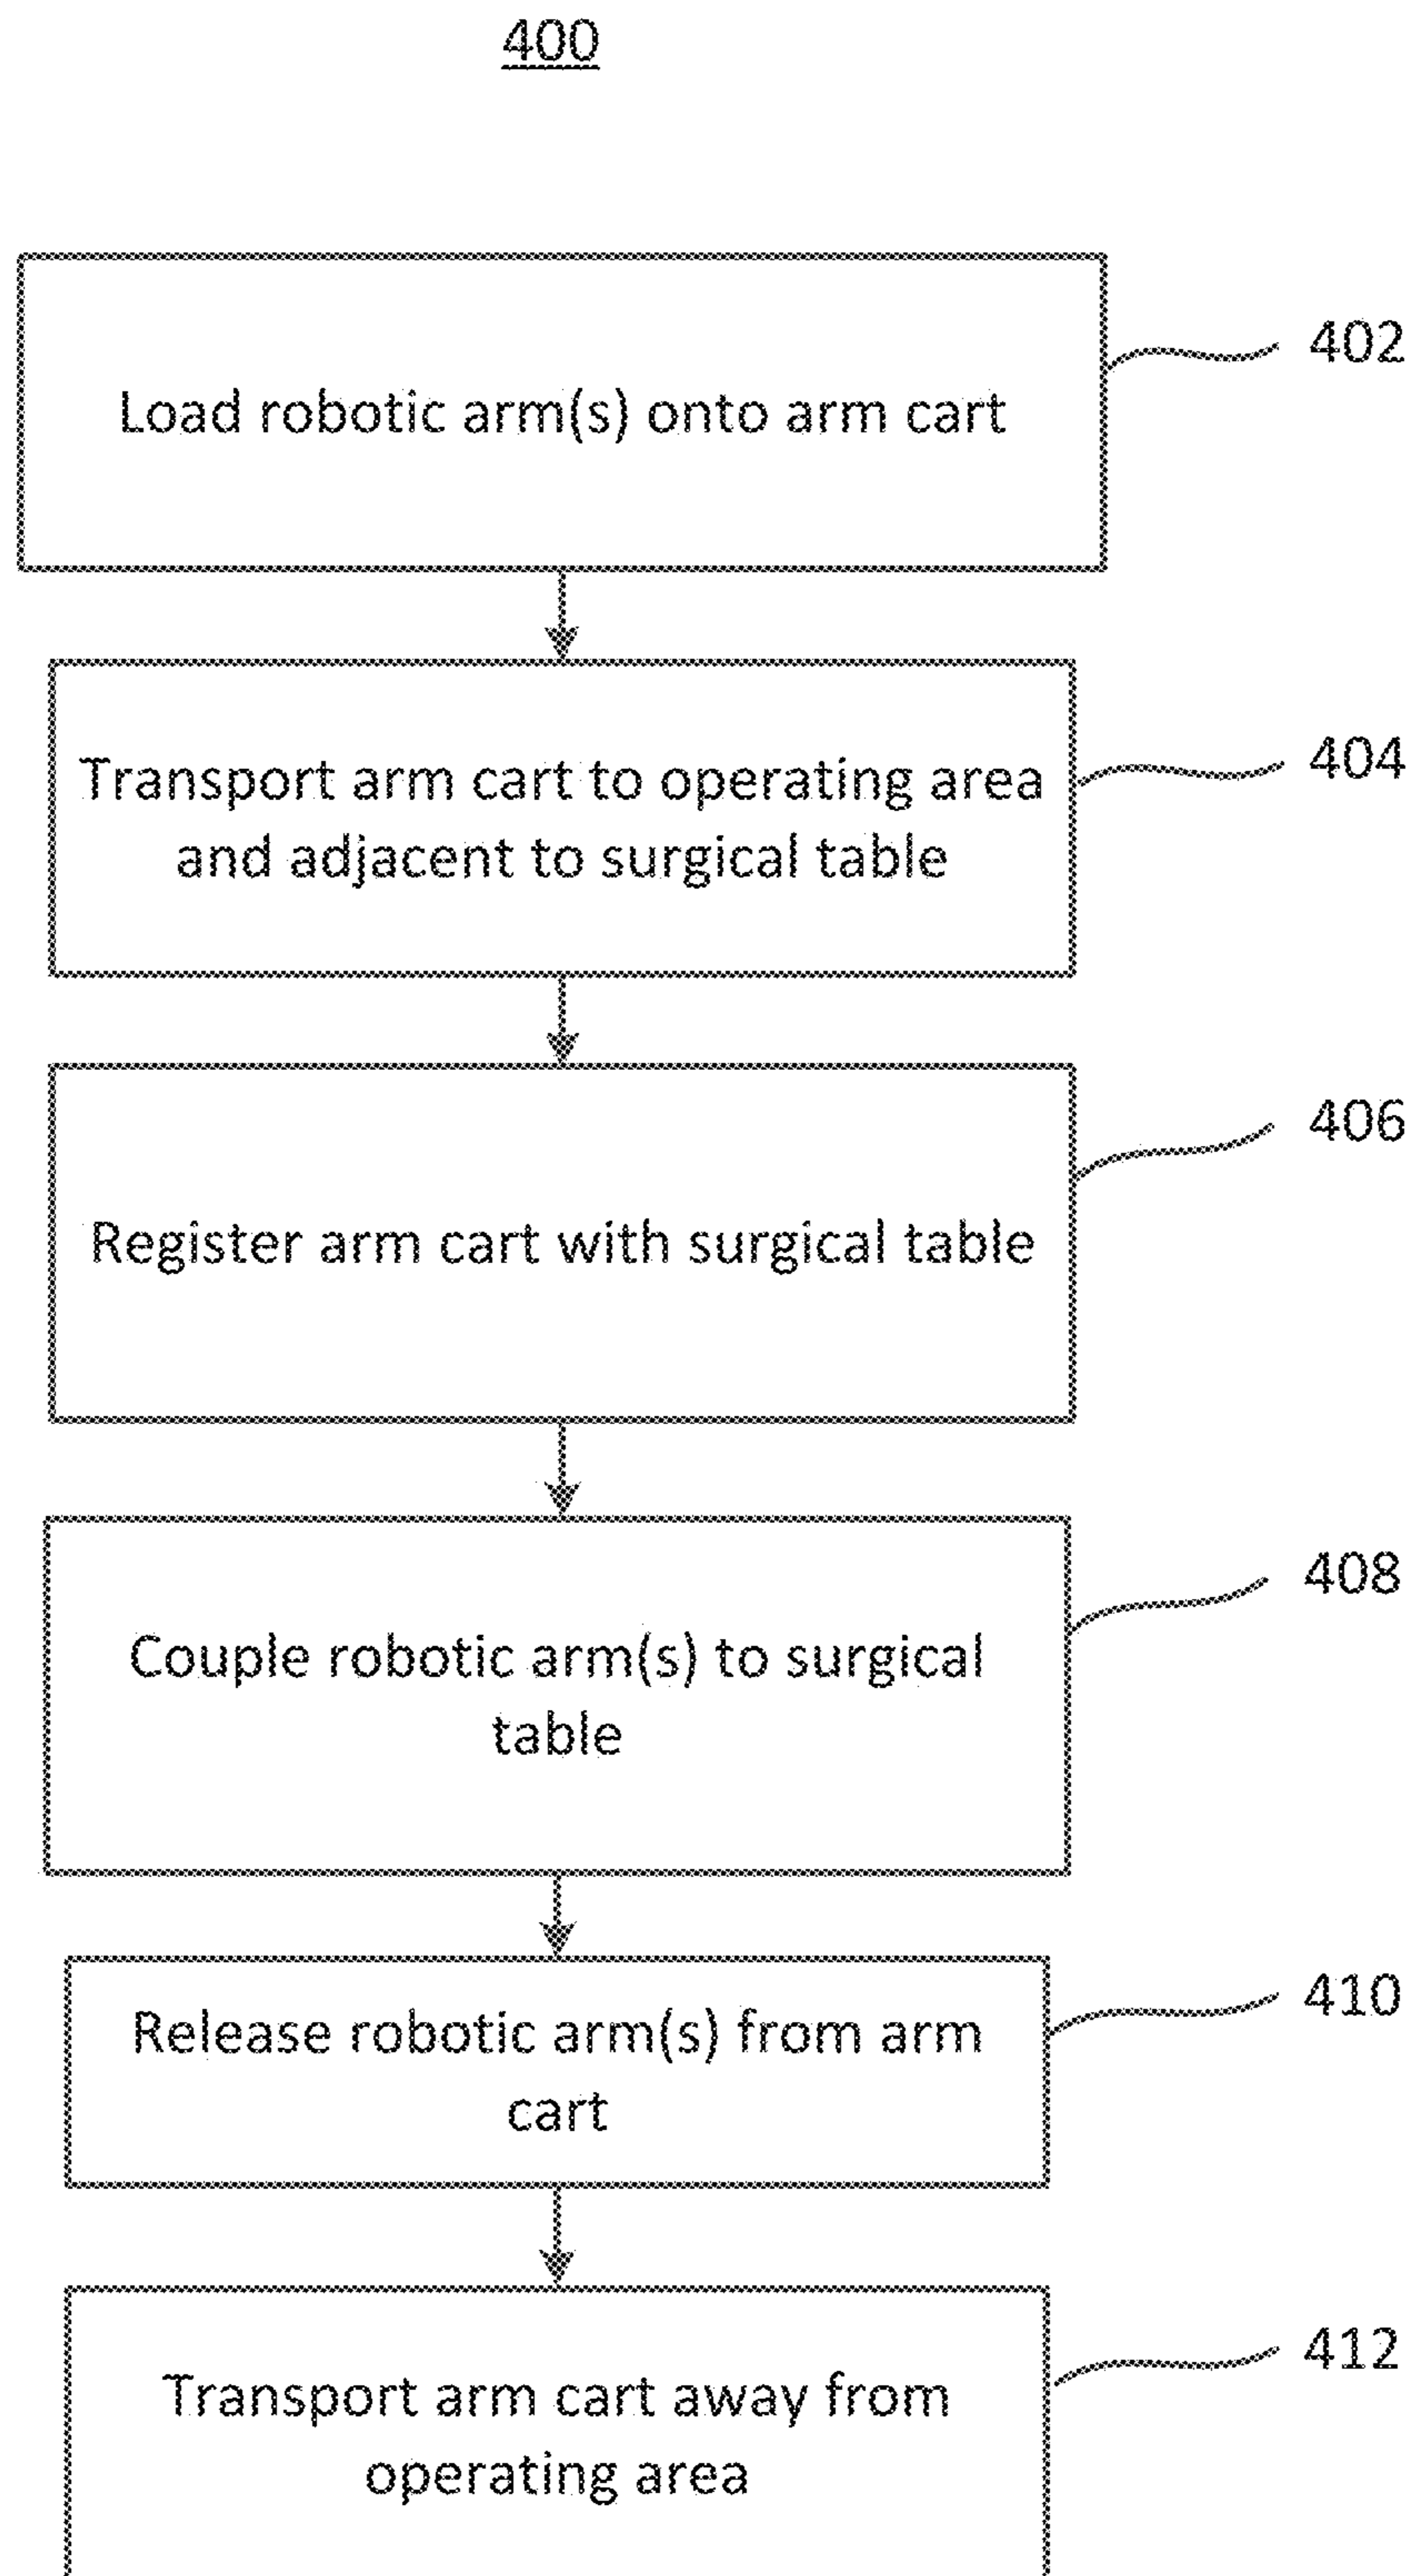 400
Load robotic arm(s) onto arm cart
402
Transport arm cart to operating area
and adjacent to surgical table
404
Register arm cart with surgical table
406
Couple robotic arm(s) to surgical
table
408
Release robotic arm(s) from arm
cart
410
Transport arm cart away from
operating area
412